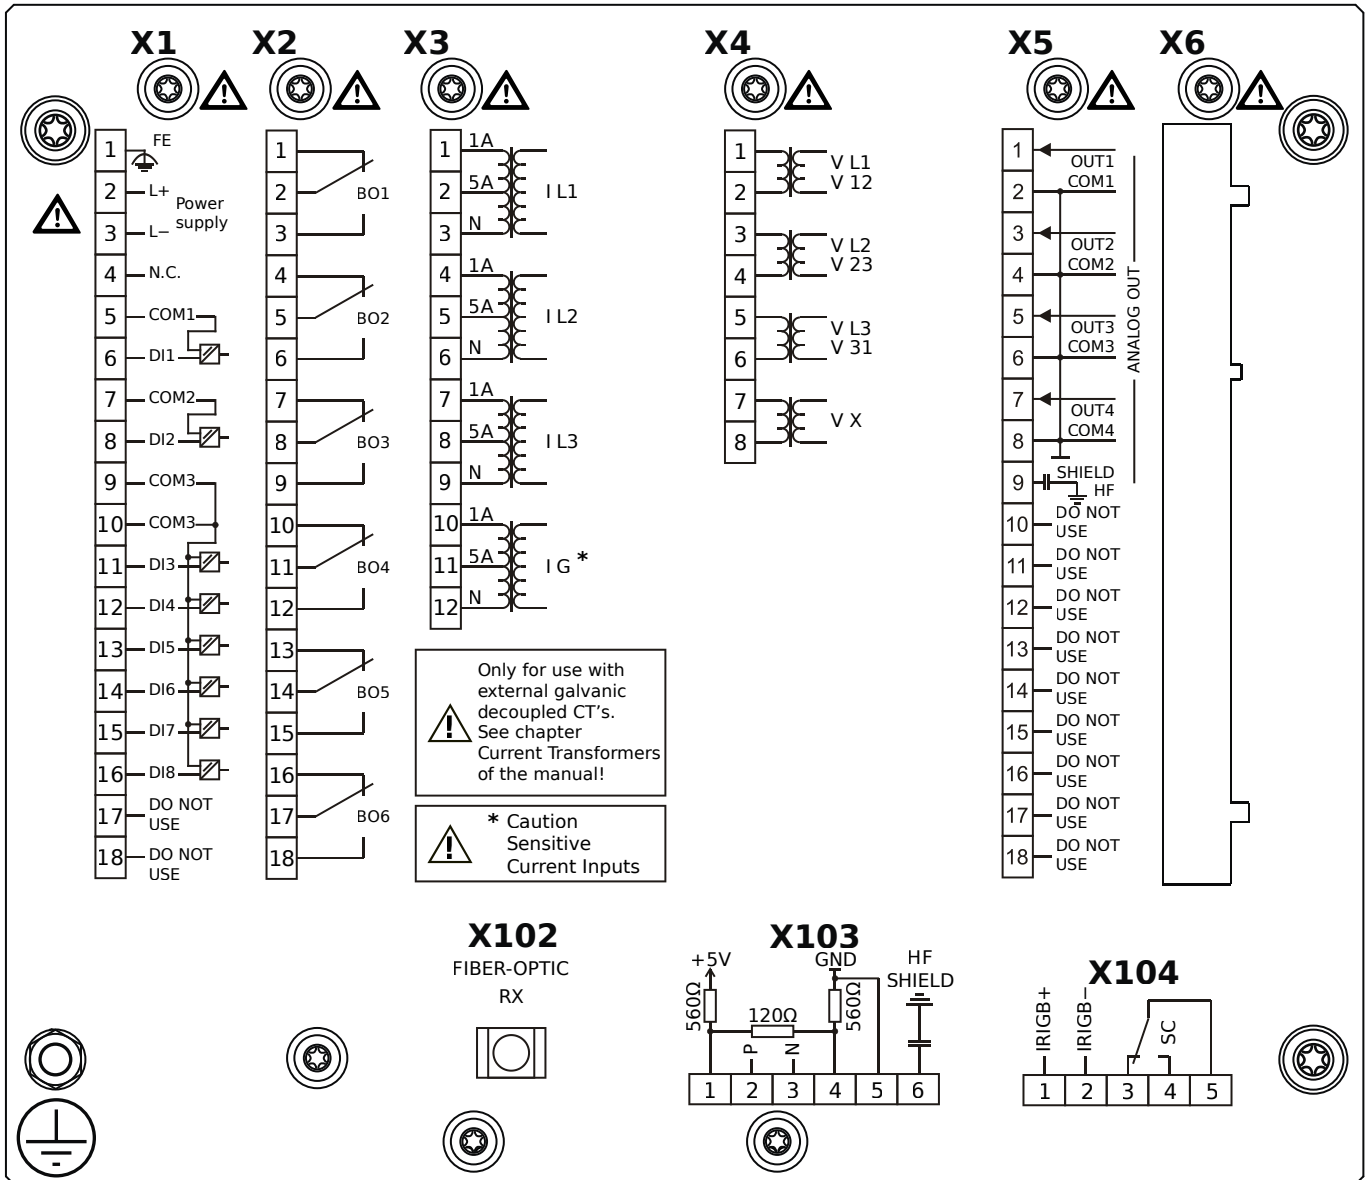 X1
X2
X3
X4
X5
X6
1 FE
2 L+
Power
supply
3 L−
4 N.C.
5 COM1
6 DI1
7 COM2
8 DI2
9 COM3
10 COM3
11 DI3
12 DI4
13 DI5
14 DI6
15 DI7
16 DI8
17 DO NOT
USE
18 DO NOT
USE
1
2 BO1
3
4
5 BO2
6
7
8 BO3
9
10
11 BO4
12
13
14 BO5
15
16
17 BO6
18
1 1A
2 5A I L1
3 N
4 1A
5 5A I L2
6 N
7 1A
8 5A I L3
9 N
10 1A
11 5A I G *
12 N
Only for use with
external galvanic
decoupled CT's.
See chapter
Current Transformers
of the manual!
* Caution
Sensitive
Current Inputs
1 V L1
2 V 12
3 V L2
4 V 23
5 V L3
6 V 31
7 V X
8
1 OUT1
2 COM1
3 OUT2
4 COM2
5 OUT3
6 COM3
7 OUT4
8 COM4
ANALOG OUT
9 SHIELD
HF
10 DO NOT
USE
11 DO NOT
USE
12 DO NOT
USE
13 DO NOT
USE
14 DO NOT
USE
15 DO NOT
USE
16 DO NOT
USE
17 DO NOT
USE
18 DO NOT
USE
X102
FIBER-OPTIC
RX
X103
+5V GND HF
SHIELD
560Ω 120Ω 560Ω
P N
1 2 3 4 5 6
X104
IRIGB+ IRIGB− SC
1 2 3 4 5